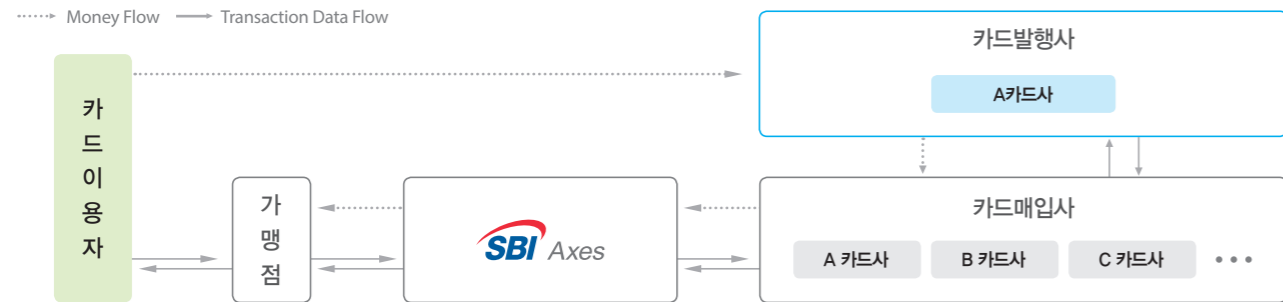 Money Flow Transaction Data Flow
카드발행사
A카드사
카드이용자
가맹점
SBI Axes
카드매입사
A 카드사 B 카드사 C 카드사 •••